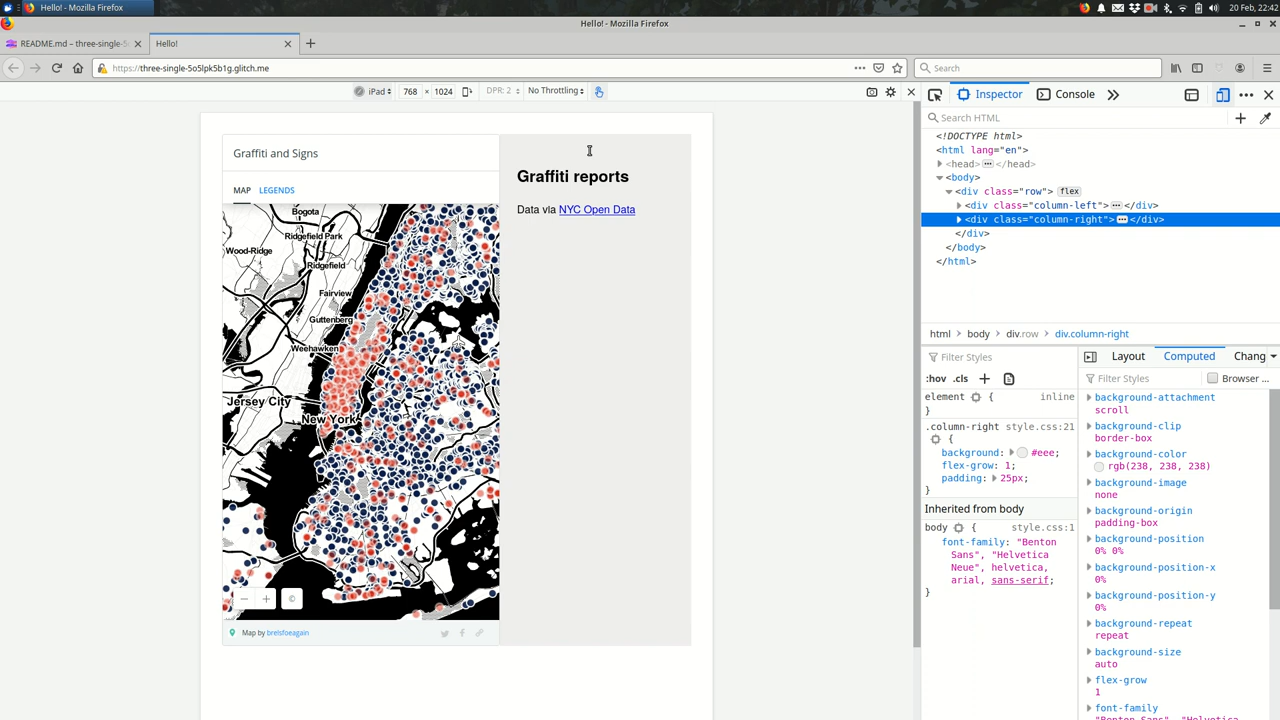 Hello! - Mozilla Firefox
20 Feb, 22:42
Hello! - Mozilla Firefox
README.md – three-single-5
Hello!
https://three-single-5o5lpk5b1g.glitch.me
Search
iPad
768 × 1024
DPR: 2
No Throttling
Graffiti and Signs
MAP
LEGENDS
Bogota
Ridgefield Park
Wood-Ridge
Ridgefield
Fairview
Guttenberg
Weehawken
Jersey City
New York
− +
©
Map by breisfoeagain
Graffiti reports
Data via NYC Open Data
Inspector
Console
Search HTML
<!DOCTYPE html>
<html lang="en">
<head>…</head>
<body>
<div class="row"> flex
<div class="column-left">…</div>
<div class="column-right">…</div>
</div>
</body>
</html>
html > body > div.row > div.column-right
Filter Styles
:hov .cls +
element { inline
}
.column-right style.css:21
{
background: #eee;
flex-grow: 1;
padding: 25px;
}
Inherited from body
body { style.css:1
font-family: "Benton
Sans", "Helvetica
Neue", helvetica,
arial, sans-serif;
}
Layout
Computed
Chang
Filter Styles
Browser ...
background-attachment
scroll
background-clip
border-box
background-color
rgb(238, 238, 238)
background-image
none
background-origin
padding-box
background-position
0% 0%
background-position-x
0%
background-position-y
0%
background-repeat
repeat
background-size
auto
flex-grow
1
font-family